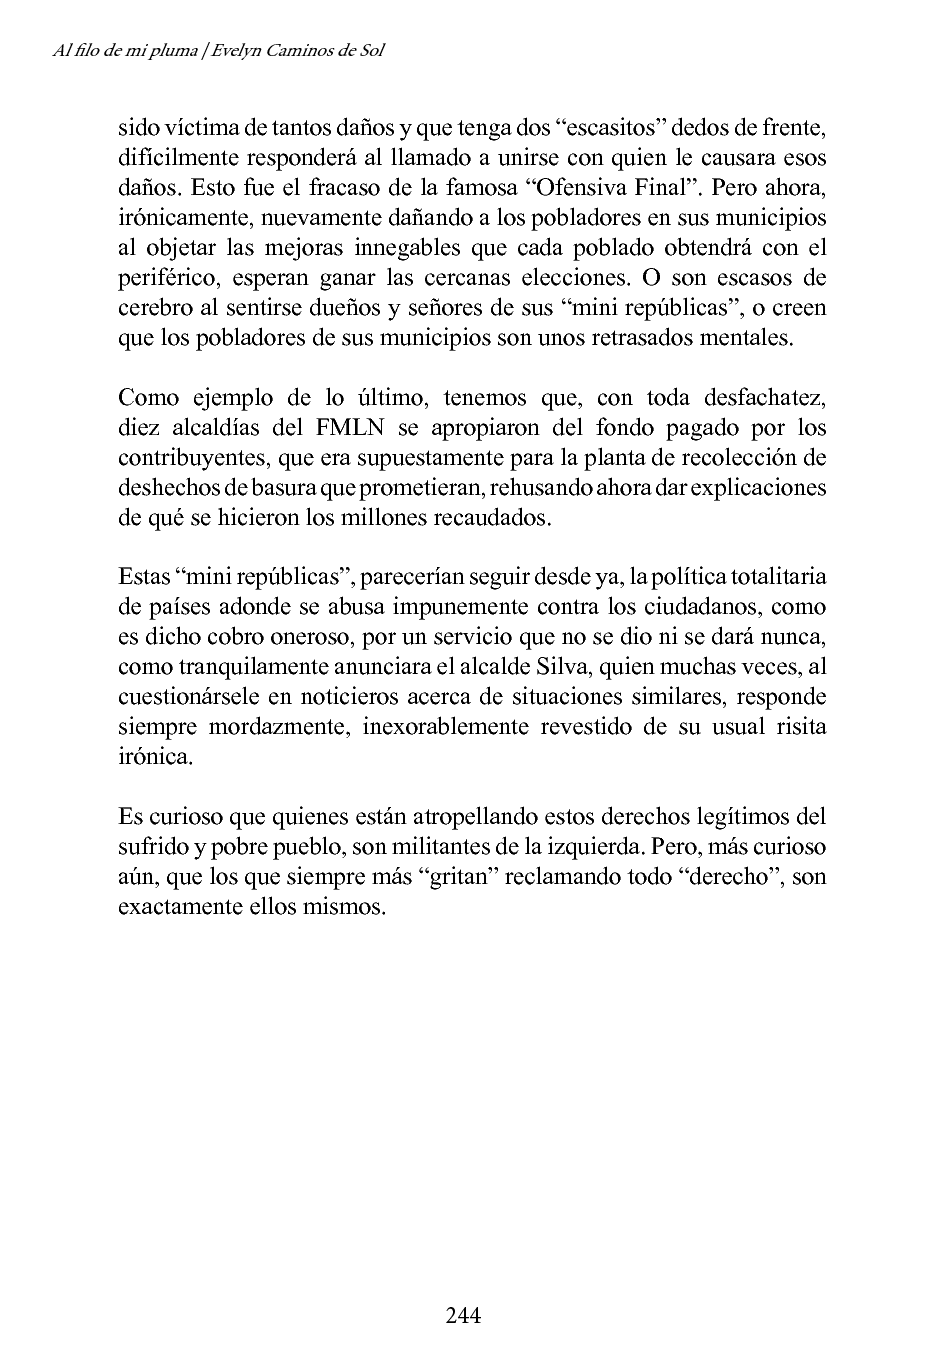 Al filo de mi pluma | Evelyn Caminos de Sol
sido víctima de tantos daños y que tenga dos “escasitos” dedos de frente,
difícilmente responderá al llamado a unirse con quien le causara esos
daños. Esto fue el fracaso de la famosa “Ofensiva Final”. Pero ahora,
irónicamente, nuevamente dañando a los pobladores en sus municipios
al objetar las mejoras innegables que cada poblado obtendrá con el
periférico, esperan ganar las cercanas elecciones. O son escasos de
cerebro al sentirse dueños y señores de sus “mini repúblicas”, o creen
que los pobladores de sus municipios son unos retrasados mentales.
Como ejemplo de lo último, tenemos que, con toda desfachatez,
diez alcaldías del FMLN se apropiaron del fondo pagado por los
contribuyentes, que era supuestamente para la planta de recolección de
deshechos de basura que prometieran, rehusando ahora dar explicaciones
de qué se hicieron los millones recaudados.
Estas “mini repúblicas”, parecerían seguir desde ya, la política totalitaria
de países adonde se abusa impunemente contra los ciudadanos, como
es dicho cobro oneroso, por un servicio que no se dio ni se dará nunca,
como tranquilamente anunciara el alcalde Silva, quien muchas veces, al
cuestionársele en noticieros acerca de situaciones similares, responde
siempre mordazmente, inexorablemente revestido de su usual risita
irónica.
Es curioso que quienes están atropellando estos derechos legítimos del
sufrido y pobre pueblo, son militantes de la izquierda. Pero, más curioso
aún, que los que siempre más “gritan” reclamando todo “derecho”, son
exactamente ellos mismos.
244